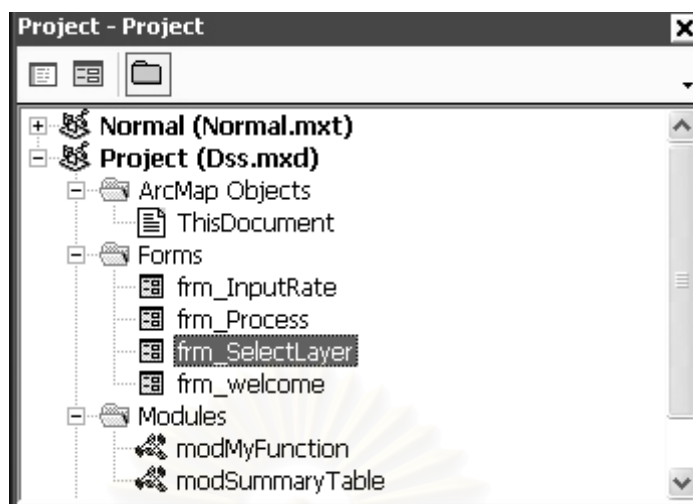 Project - Project
Normal (Normal.mxt)
Project (Dss.mxd)
ArcMap Objects
ThisDocument
Forms
frm_InputRate
frm_Process
frm_SelectLayer
frm_welcome
Modules
modMyFunction
modSummaryTable